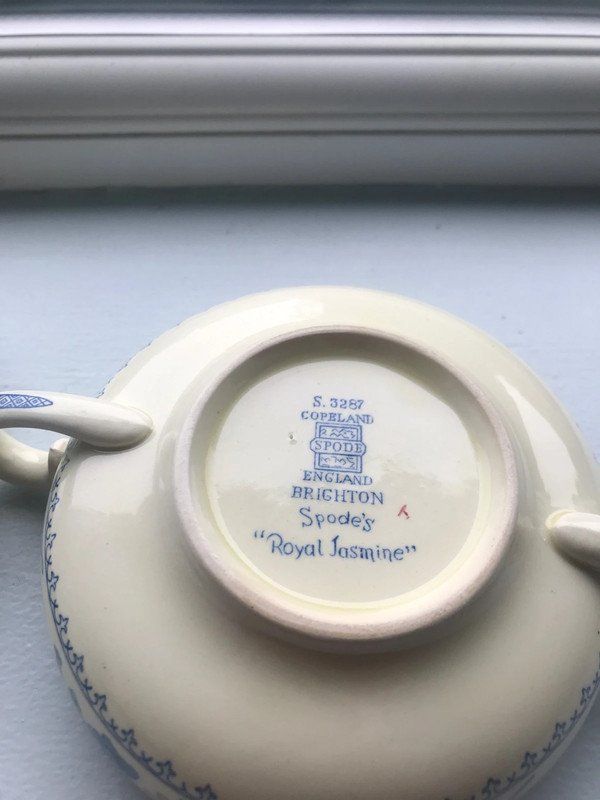 S. 3287
COPELAND
SPODE
ENGLAND
BRIGHTON
Spode's
"Royal Jasmine"